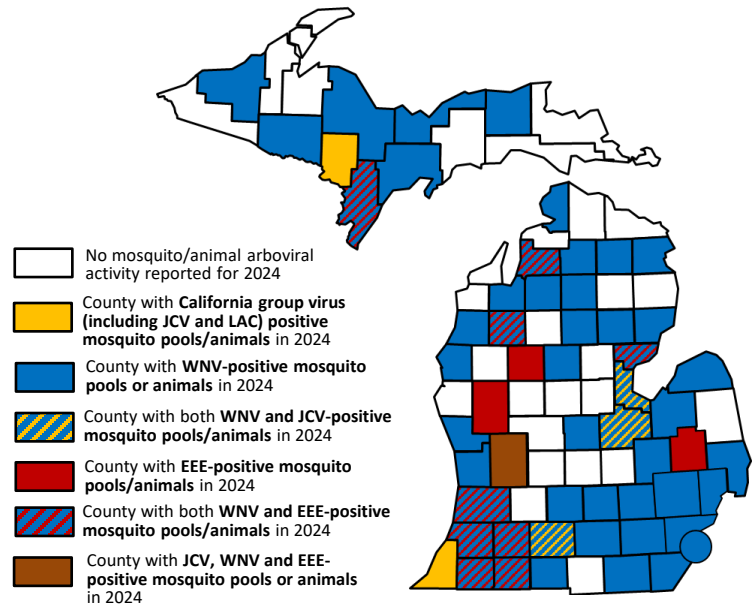 No mosquito/animal arboviral
activity reported for 2024
County with California group virus
(including JCV and LAC) positive
mosquito pools/animals in 2024
County with WNV-positive mosquito
pools or animals in 2024
County with both WNV and JCV-positive
mosquito pools/animals in 2024
County with EEE-positive mosquito
pools/animals in 2024
County with both WNV and EEE-positive
mosquito pools/animals in 2024
County with JCV, WNV and EEE-
positive mosquito pools or animals
in 2024